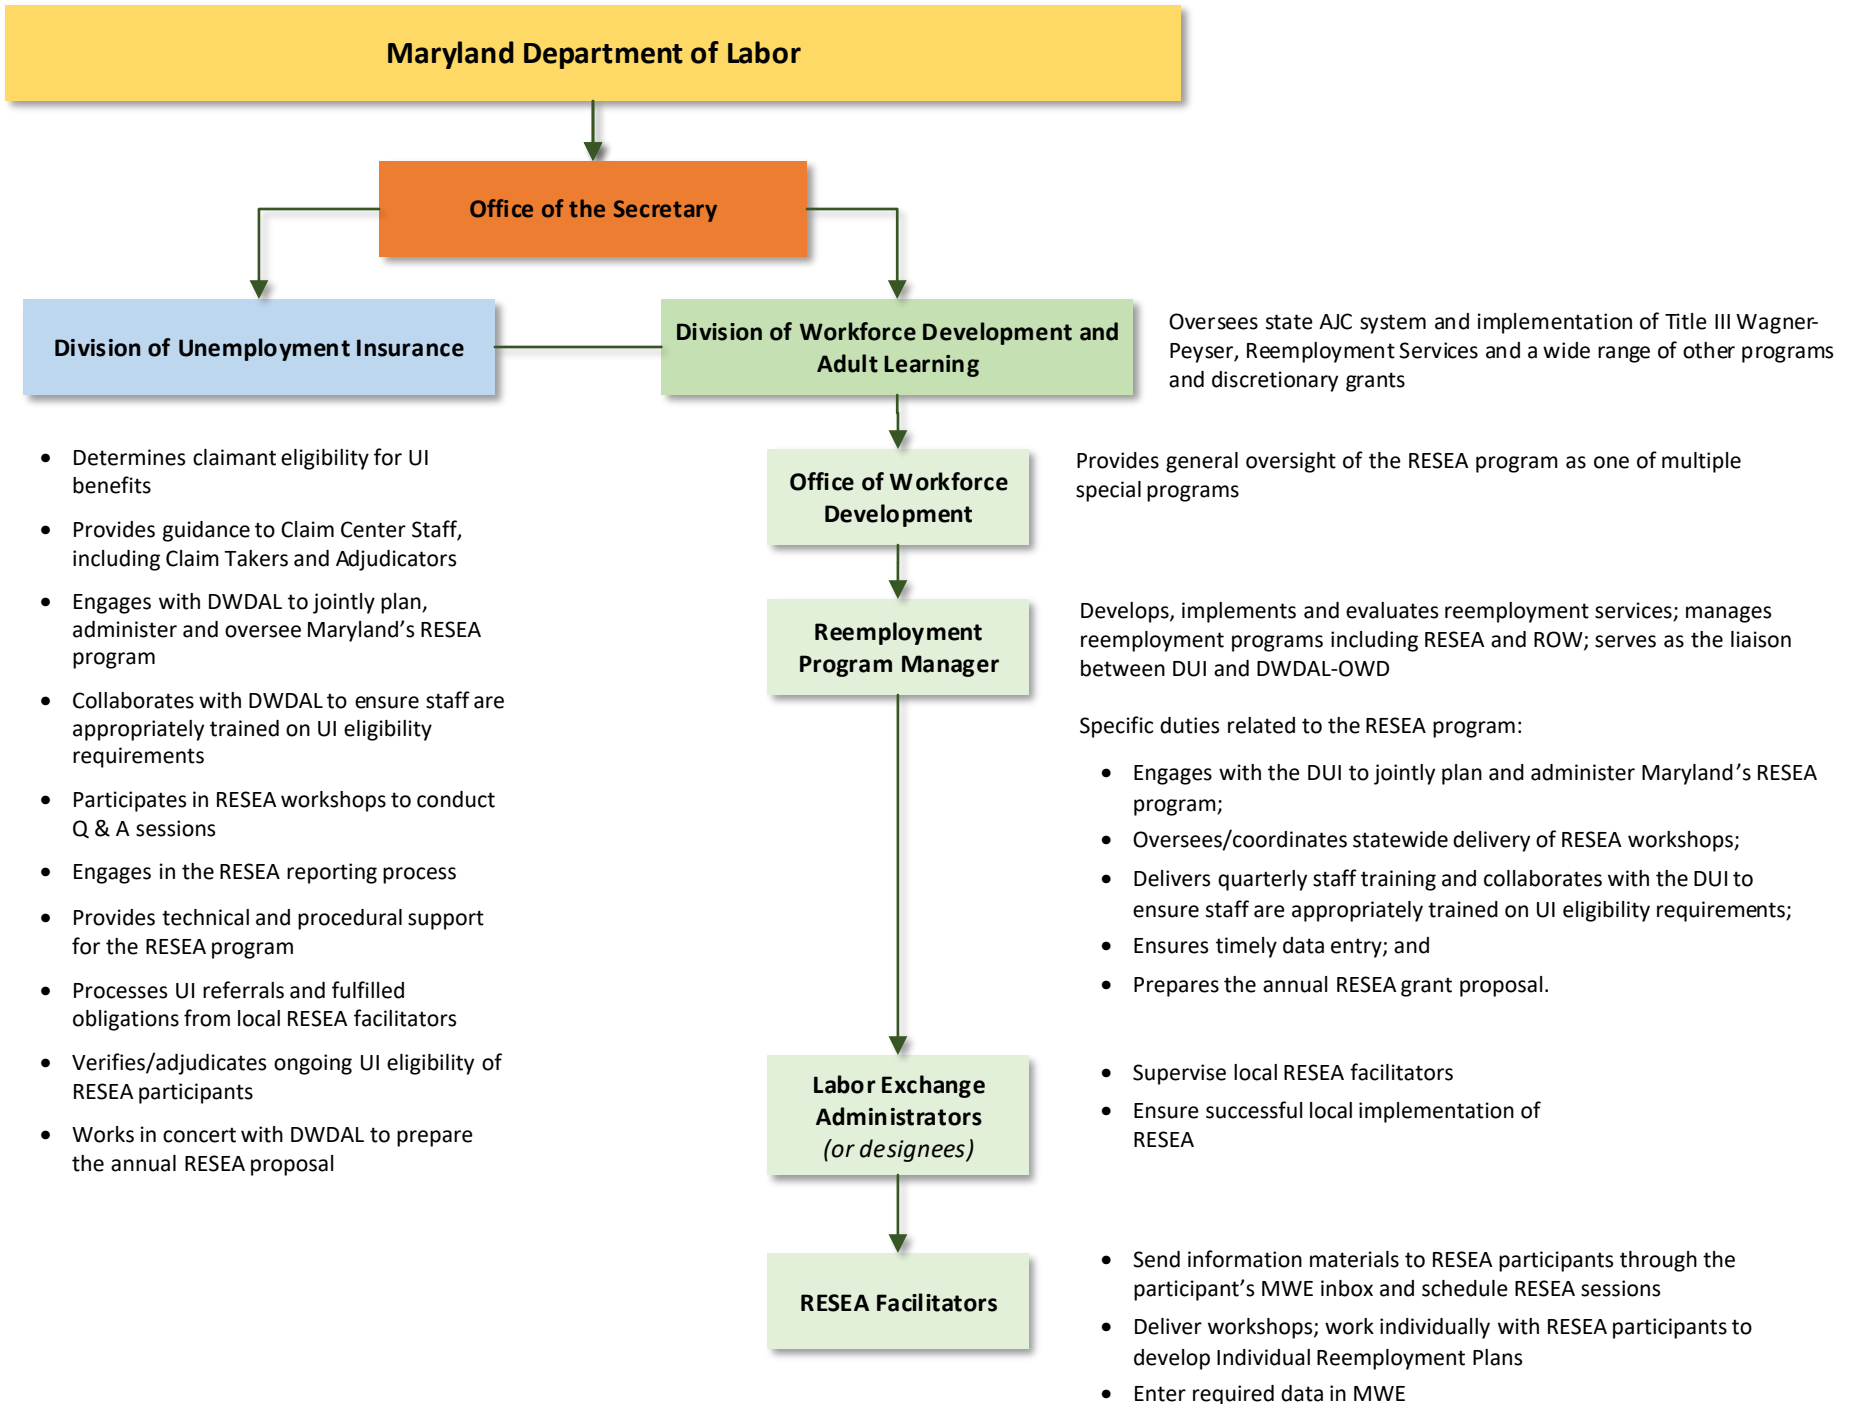 Maryland Department of Labor
Office of the Secretary
Division of Unemployment Insurance
Division of Workforce Development and
Adult Learning
Oversees state AJC system and implementation of Title III Wagner-
Peyser, Reemployment Services and a wide range of other programs
and discretionary grants
• Determines claimant eligibility for UI
benefits
• Provides guidance to Claim Center Staff,
including Claim Takers and Adjudicators
• Engages with DWDAL to jointly plan,
administer and oversee Maryland's RESEA
program
• Collaborates with DWDAL to ensure staff are
appropriately trained on UI eligibility
requirements
• Participates in RESEA workshops to conduct
Q & A sessions
• Engages in the RESEA reporting process
• Provides technical and procedural support
for the RESEA program
• Processes UI referrals and fulfilled
obligations from local RESEA facilitators
• Verifies/adjudicates ongoing UI eligibility of
RESEA participants
• Works in concert with DWDAL to prepare
the annual RESEA proposal
Office of Workforce
Development
Provides general oversight of the RESEA program as one of multiple
special programs
Reemployment
Program Manager
Develops, implements and evaluates reemployment services; manages
reemployment programs including RESEA and ROW; serves as the liaison
between DUI and DWDAL-OWD
Specific duties related to the RESEA program:
• Engages with the DUI to jointly plan and administer Maryland's RESEA
program;
• Oversees/coordinates statewide delivery of RESEA workshops;
• Delivers quarterly staff training and collaborates with the DUI to
ensure staff are appropriately trained on UI eligibility requirements;
• Ensures timely data entry; and
• Prepares the annual RESEA grant proposal.
Labor Exchange
Administrators
(or designees)
• Supervise local RESEA facilitators
• Ensure successful local implementation of
RESEA
RESEA Facilitators
• Send information materials to RESEA participants through the
participant's MWE inbox and schedule RESEA sessions
• Deliver workshops; work individually with RESEA participants to
develop Individual Reemployment Plans
• Enter required data in MWE